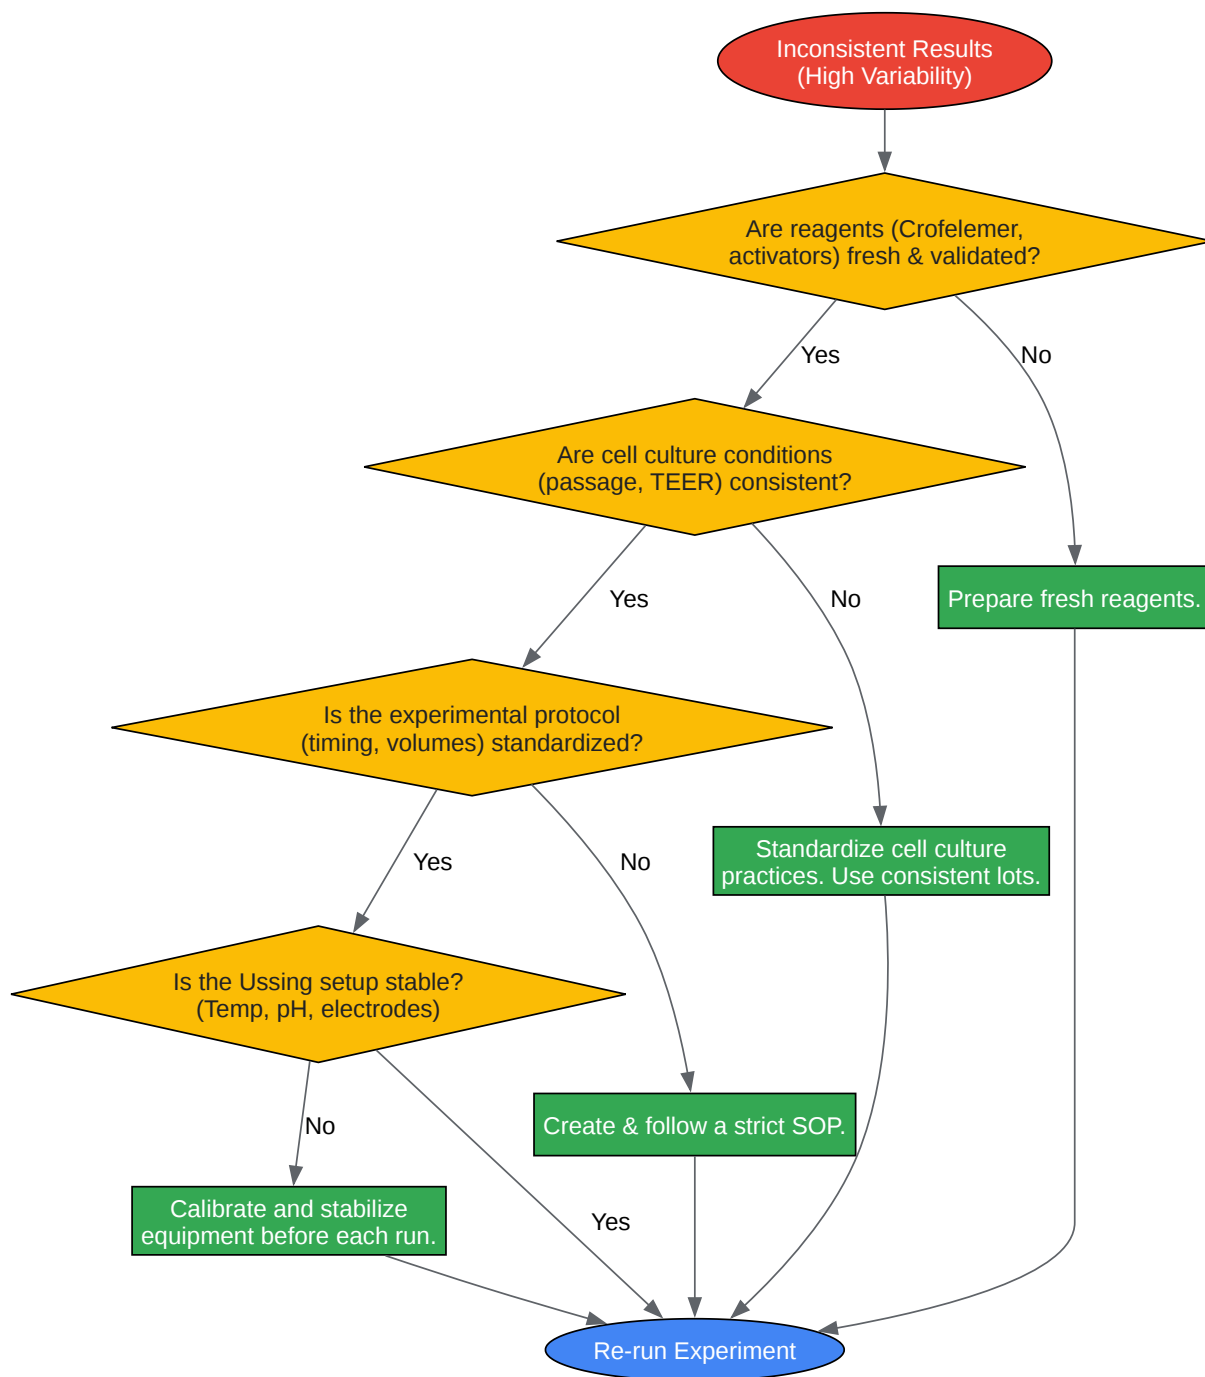 Inconsistent Results
(High Variability)
Are reagents (Crofelemer,
activators) fresh & validated?
Yes
No
Are cell culture conditions
(passage, TEER) consistent?
Yes
No
Prepare fresh reagents.
Is the experimental protocol
(timing, volumes) standardized?
Yes
No
Standardize cell culture
practices. Use consistent lots.
Is the Ussing setup stable?
(Temp, pH, electrodes)
No
Yes
Create & follow a strict SOP.
Calibrate and stabilize
equipment before each run.
Re-run Experiment